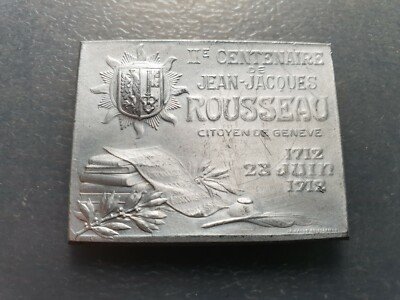 IIE CENTENAIRE
DE
JEAN-JACQUES
ROUSSEAU
CITOYEN DE GENÈVE
1712
28 JUIN
1912